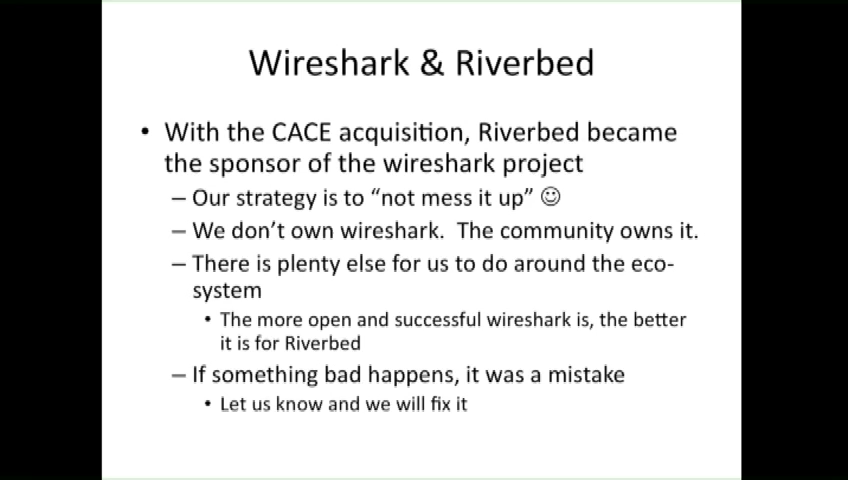 Wireshark & Riverbed
• With the CACE acquisition, Riverbed became
the sponsor of the wireshark project
– Our strategy is to “not mess it up” ☺
– We don’t own wireshark.  The community owns it.
– There is plenty else for us to do around the eco-
system
• The more open and successful wireshark is, the better
it is for Riverbed
– If something bad happens, it was a mistake
• Let us know and we will fix it